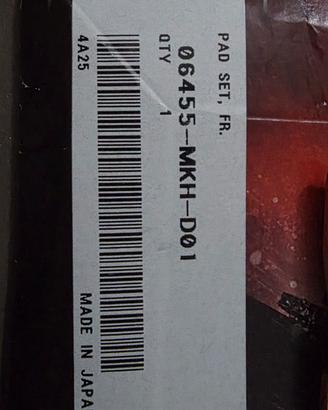 PAD SET, FR.
06455-MKH-D01
QTY 1
4A25 MADE IN JAPA